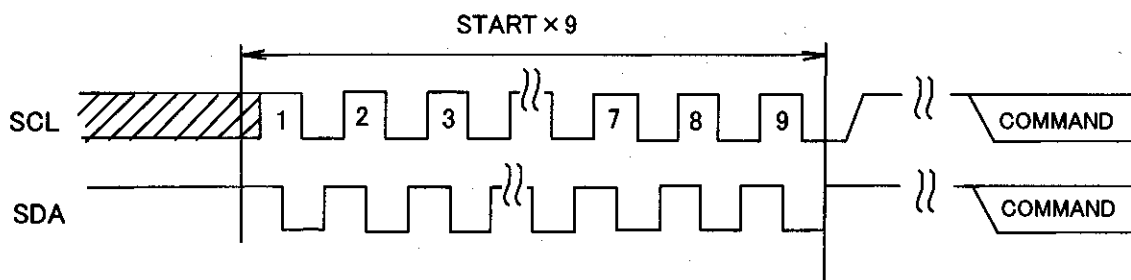 START×9
SCL 1 2 3 7 8 9 COMMAND
SDA COMMAND